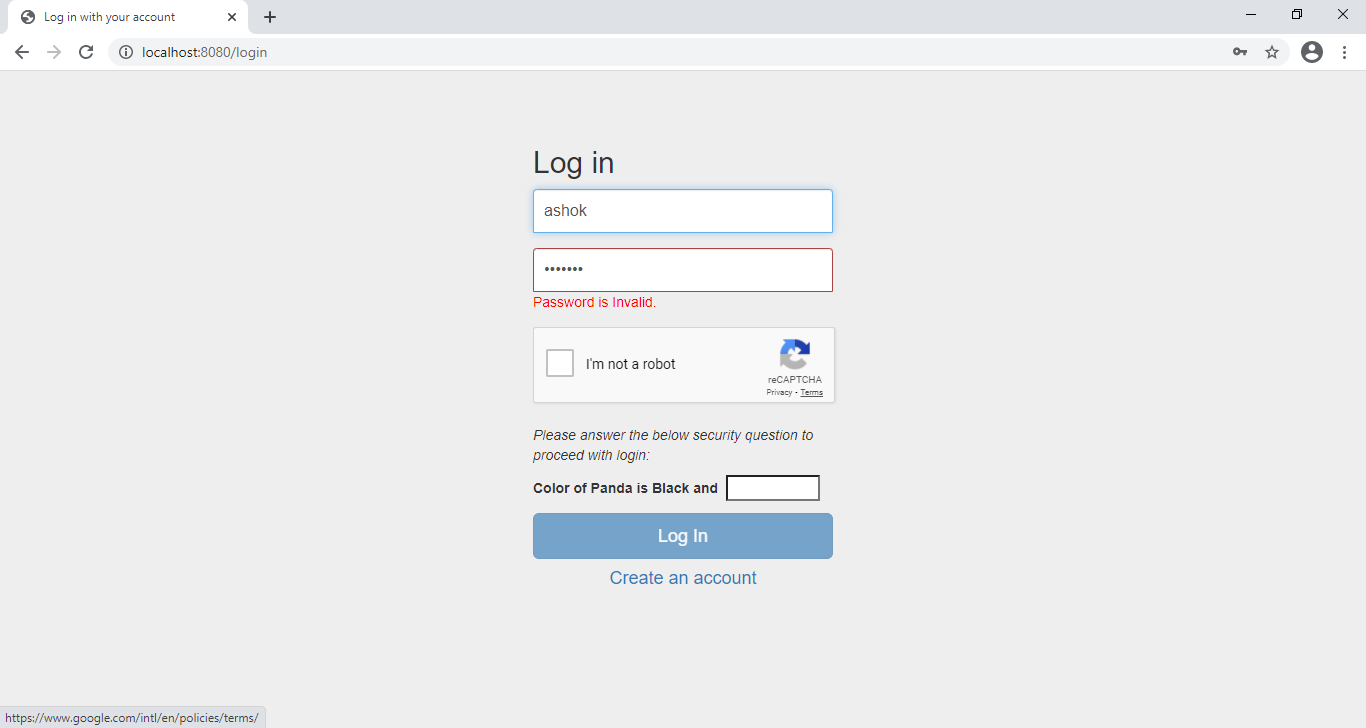 Log in with your account
localhost:8080/login
Log in
ashok
•••••••
Password is Invalid.
I'm not a robot
reCAPTCHA
Privacy - Terms
Please answer the below security question to
proceed with login:
Color of Panda is Black and
Log In
Create an account
https://www.google.com/intl/en/policies/terms/